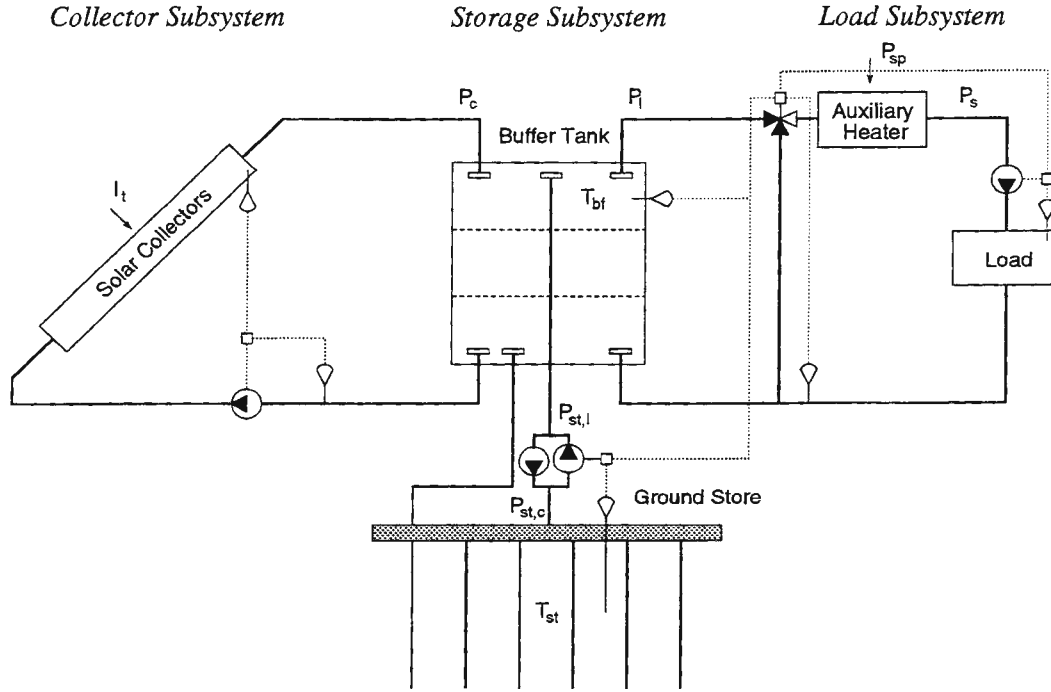 Collector Subsystem
Storage Subsystem
Load Subsystem
P_sp
P_c
P_l
P_s
Auxiliary
Heater
Buffer Tank
I_t
T_bf
Solar Collectors
Load
P_st,l
Ground Store
P_st,c
T_st